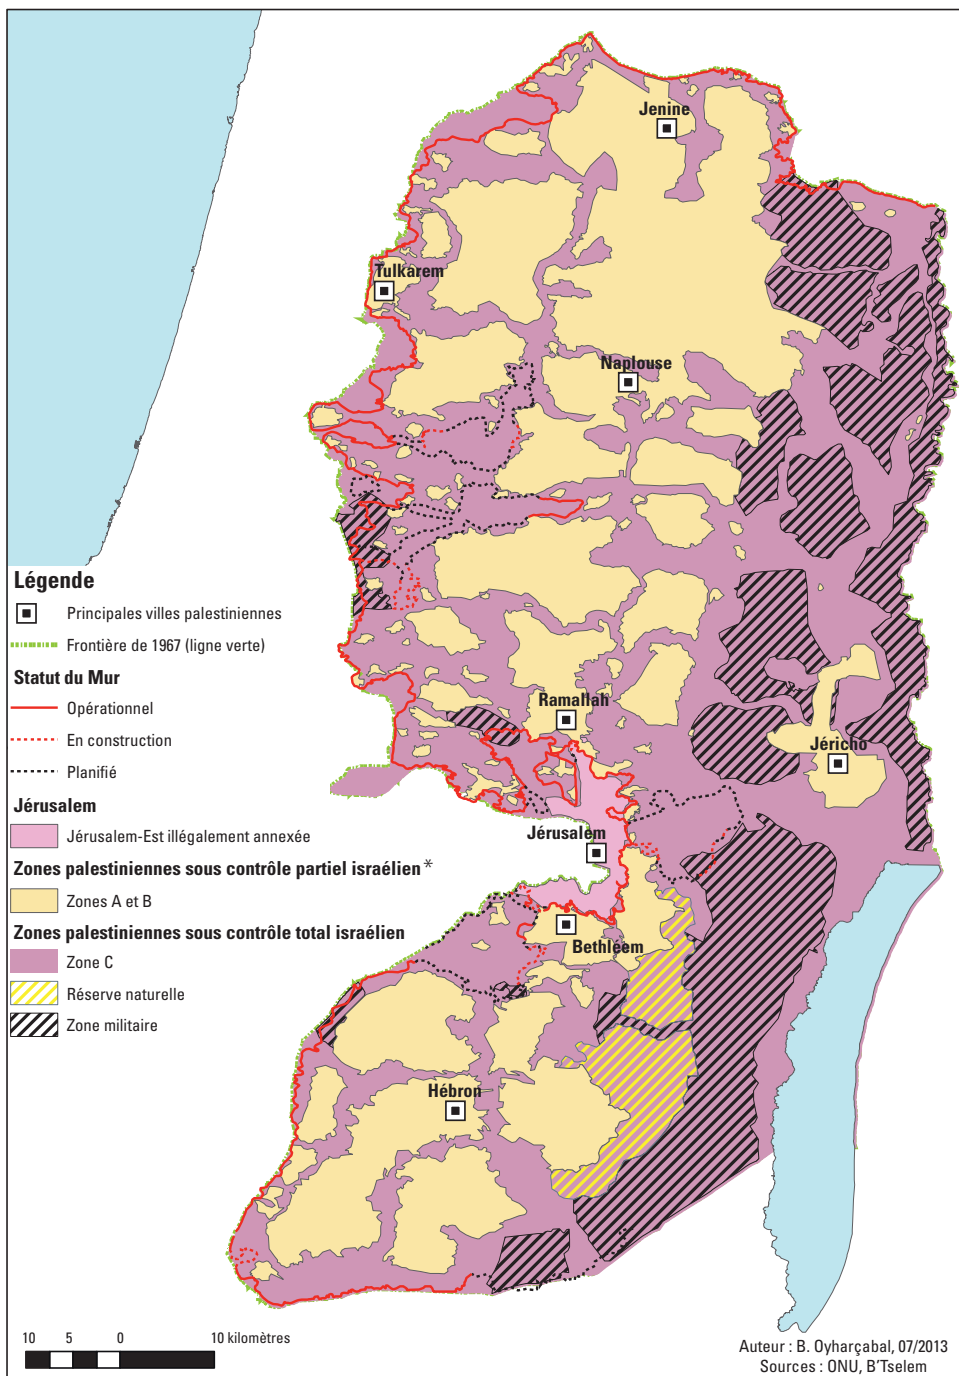 Jenine
Tulkarem
Naplouse
Ramallah
Jéricho
Jérusalem
Bethleem
Hébron
Légende
Principales villes palestiniennes
Frontière de 1967 (ligne verte)
Statut du Mur
Opérationnel
En construction
Planifié
Jérusalem
Jérusalem-Est illégalement annexée
Zones palestiniennes sous contrôle partiel israélien*
Zones A et B
Zones palestiniennes sous contrôle total israélien
Zone C
Réserve naturelle
Zone militaire
10 5 0 10 kilomètres
Auteur : B. Oyharçabal, 07/2013
Sources : ONU, B'Tselem